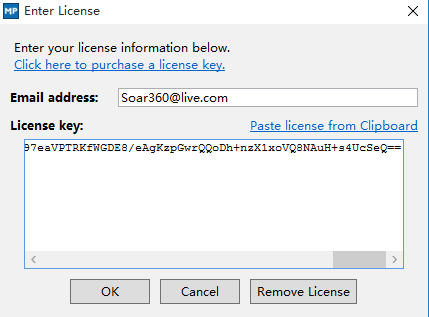 MP Enter License
Enter your license information below.
Click here to purchase a license key.
Email address: Soar360@live.com
License key: Paste license from Clipboard
97eaVPTRKfWGDE8/eAgKzpGwrQQoDh+nzX1xoVQ8NAuH+s4UcSeQ==
OK Cancel Remove License